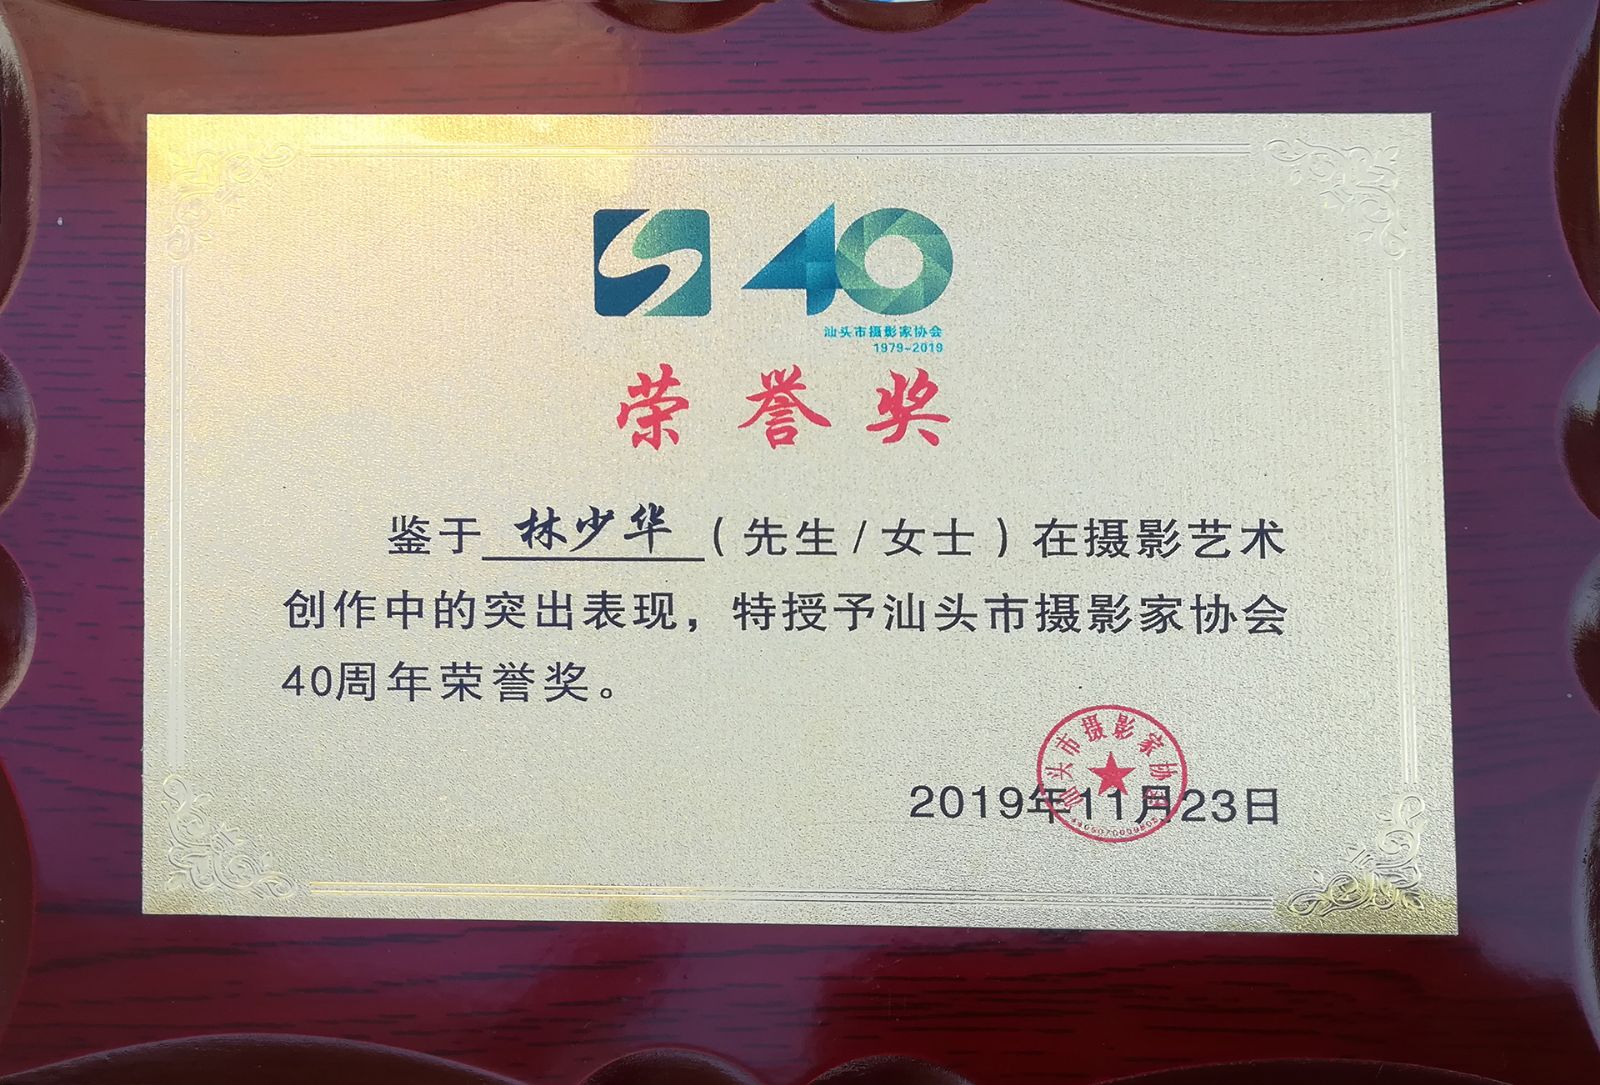 40
汕头市摄影家协会
1979-2019
荣誉奖
鉴于 林少华 （先生/女士）在摄影艺术
创作中的突出表现，特授予汕头市摄影家协会
40周年荣誉奖。
汕头市摄影家协会
2019年11月23日